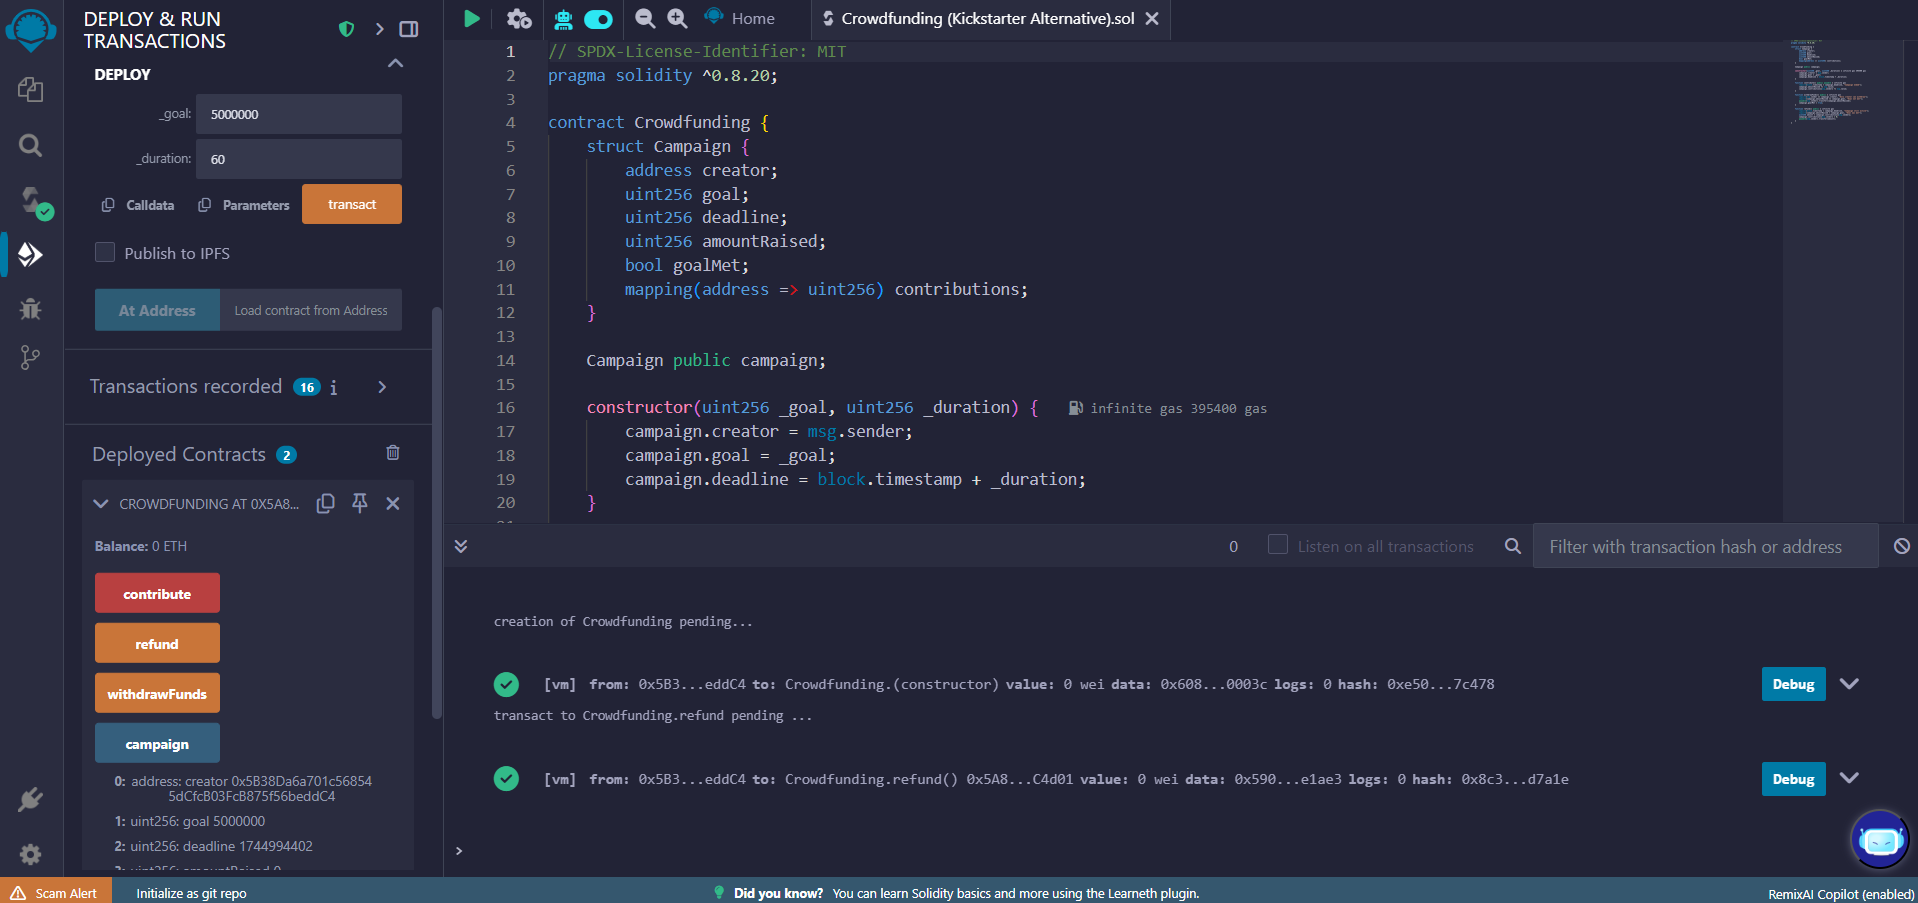 DEPLOY & RUN
TRANSACTIONS
DEPLOY
_goal: 5000000
_duration: 60
Calldata Parameters transact
Publish to IPFS
At Address Load contract from Address
Transactions recorded 16 i
Deployed Contracts 2
CROWDFUNDING AT 0X5A8...
Balance: 0 ETH
contribute
refund
withdrawFunds
campaign
0: address: creator 0x5B38Da6a701c56854
5dCfcB03FcB875f56beddC4
1: uint256: goal 5000000
2: uint256: deadline 1744994402
3: uint256: amountRaised 0
Home Crowdfunding (Kickstarter Alternative).sol
1 // SPDX-License-Identifier: MIT
2 pragma solidity ^0.8.20;
3
4 contract Crowdfunding {
5 struct Campaign {
6 address creator;
7 uint256 goal;
8 uint256 deadline;
9 uint256 amountRaised;
10 bool goalMet;
11 mapping(address => uint256) contributions;
12 }
13
14 Campaign public campaign;
15
16 constructor(uint256 _goal, uint256 _duration) { infinite gas 395400 gas
17 campaign.creator = msg.sender;
18 campaign.goal = _goal;
19 campaign.deadline = block.timestamp + _duration;
20 }
21
0 Listen on all transactions Filter with transaction hash or address
creation of Crowdfunding pending...
[vm] from: 0x5B3...eddC4 to: Crowdfunding.(constructor) value: 0 wei data: 0x608...0003c logs: 0 hash: 0xe50...7c478 Debug
transact to Crowdfunding.refund pending ...
[vm] from: 0x5B3...eddC4 to: Crowdfunding.refund() 0x5A8...C4d01 value: 0 wei data: 0x590...e1ae3 logs: 0 hash: 0x8c3...d7a1e Debug
>
Scam Alert Initialize as git repo Did you know? You can learn Solidity basics and more using the Learneth plugin. RemixAI Copilot (enabled)